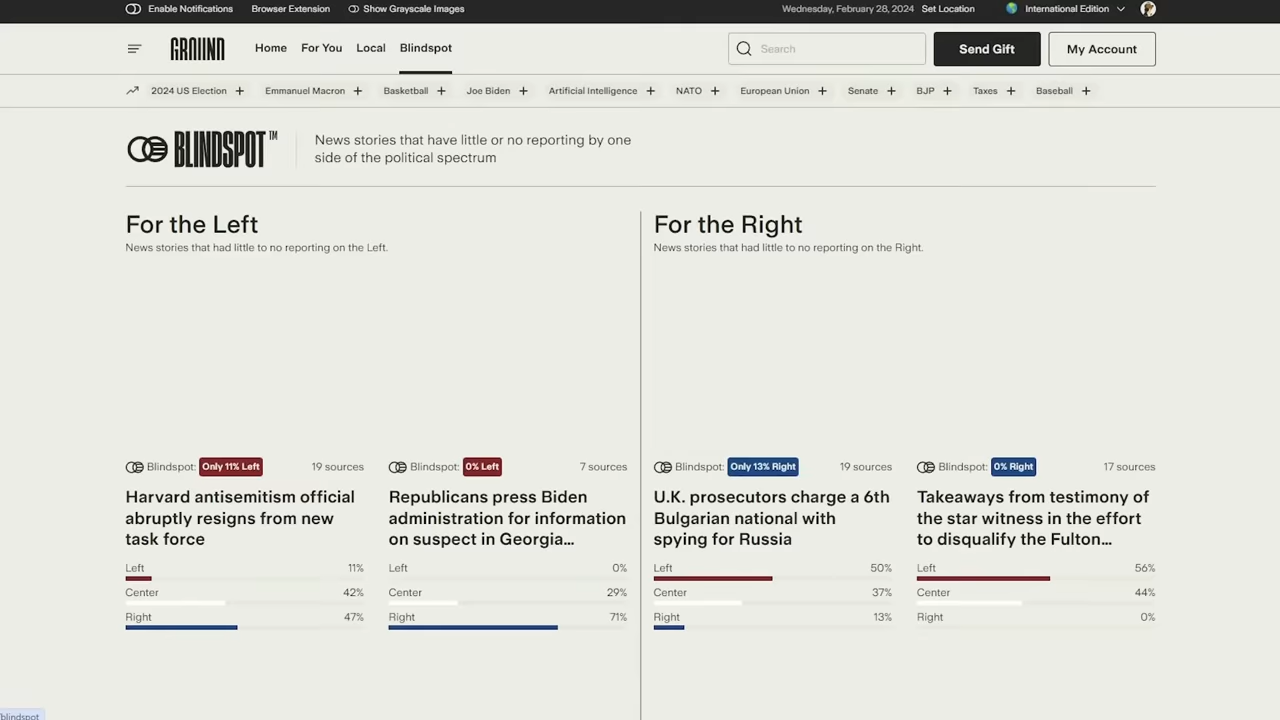 Enable Notifications Browser Extension Show Grayscale Images Wednesday, February 28, 2024 Set Location International Edition
GROUND Home For You Local Blindspot Search Send Gift My Account
2024 US Election + Emmanuel Macron + Basketball + Joe Biden + Artificial Intelligence + NATO + European Union + Senate + BJP + Taxes + Baseball +
BLINDSPOT™
News stories that have little or no reporting by one
side of the political spectrum
For the Left
News stories that had little to no reporting on the Left.
Blindspot: Only 11% Left 19 sources
Harvard antisemitism official
abruptly resigns from new
task force
Left 11%
Center 42%
Right 47%
Blindspot: 0% Left 7 sources
Republicans press Biden
administration for information
on suspect in Georgia...
Left 0%
Center 29%
Right 71%
For the Right
News stories that had little to no reporting on the Right.
Blindspot: Only 13% Right 19 sources
U.K. prosecutors charge a 6th
Bulgarian national with
spying for Russia
Left 50%
Center 37%
Right 13%
Blindspot: 0% Right 17 sources
Takeaways from testimony of
the star witness in the effort
to disqualify the Fulton...
Left 56%
Center 44%
Right 0%
/blindspot